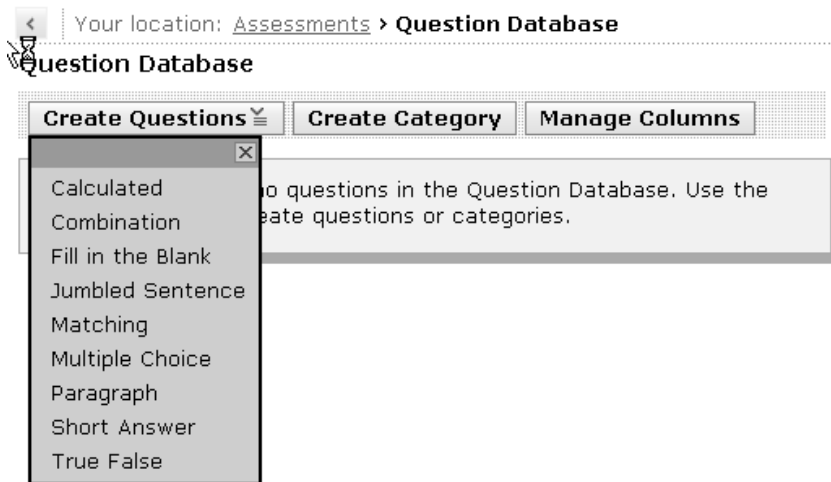 Your location: Assessments › Question Database
Question Database
Create Questions Create Category Manage Columns
Calculated
Combination
Fill in the Blank
Jumbled Sentence
Matching
Multiple Choice
Paragraph
Short Answer
True False
questions in the Question Database. Use the
questions or categories.